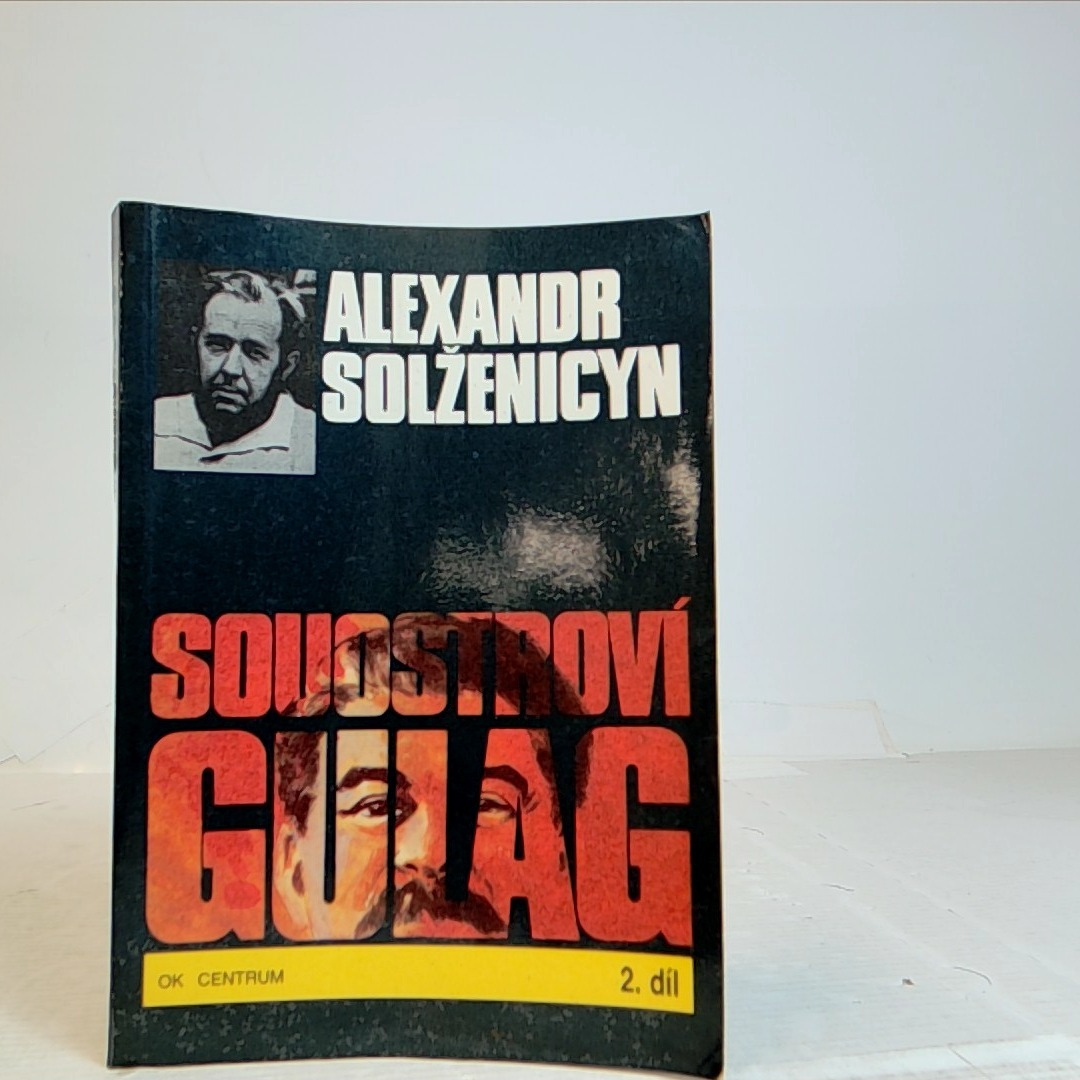 ALEXANDR
SOLŽENICYN
SOUOSTROVÍ
GULAG
OK CENTRUM
2. díl